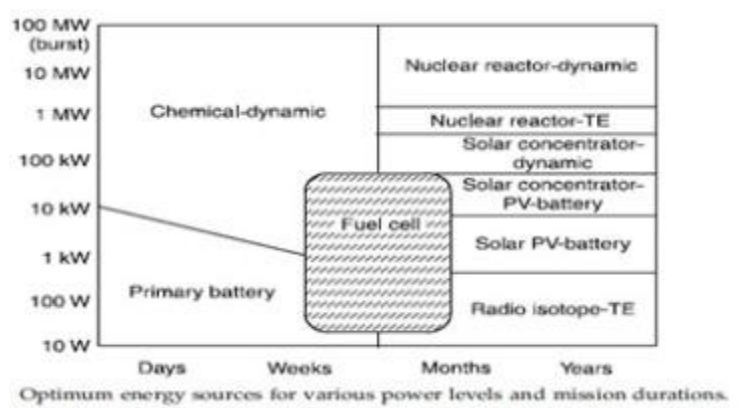 100 MW
(burst)
10 MW
1 MW
100 kW
10 kW
1 kW
100 W
10 W
Chemical-dynamic
Primary battery
Fuel cell
Nuclear reactor-dynamic
Nuclear reactor-TE
Solar concentrator-
dynamic
Solar concentrator-
PV-battery
Solar PV-battery
Radio isotope-TE
Days Weeks Months Years
Optimum energy sources for various power levels and mission durations.